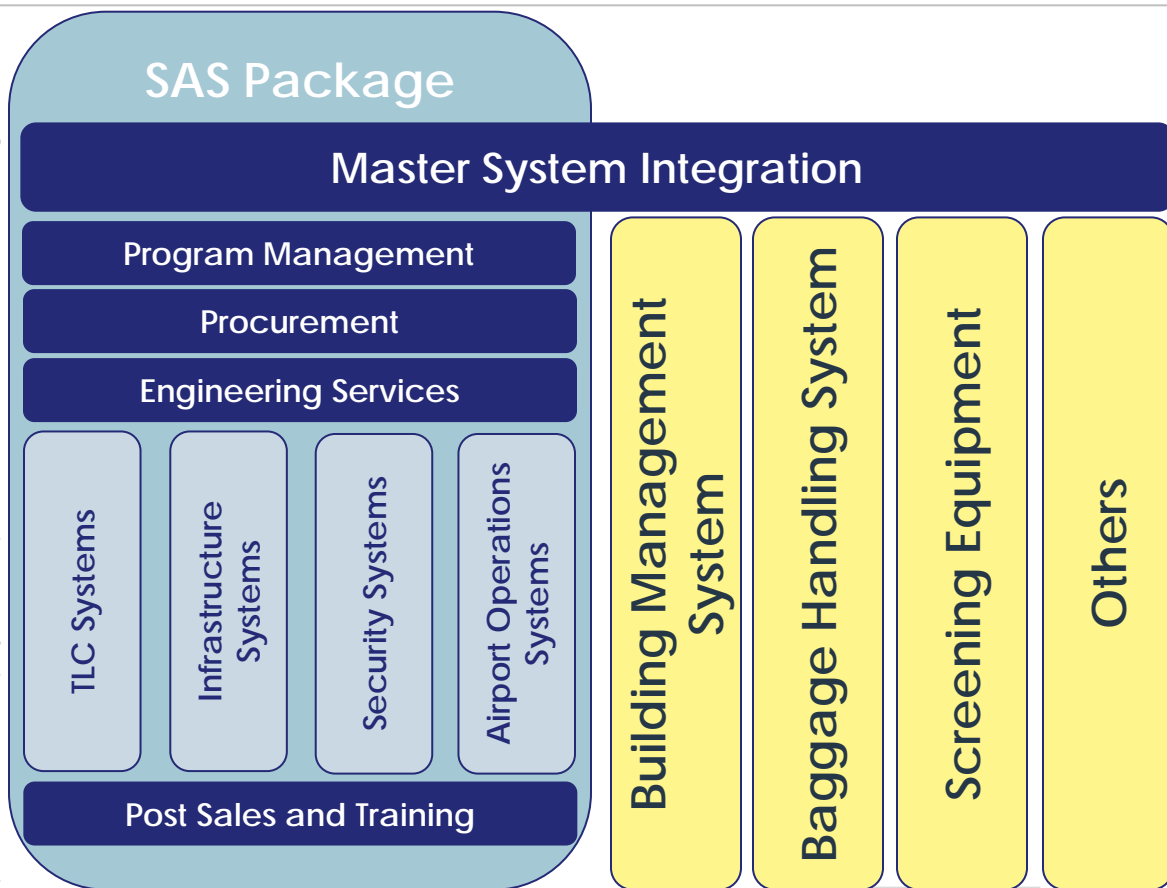 SAS Package
Master System Integration
Program Management
Procurement
Engineering Services
TLC Systems
Infrastructure
Systems
Security Systems
Airport Operations
Systems
Post Sales and Training
Building Management
System
Baggage Handling System
Screening Equipment
Others